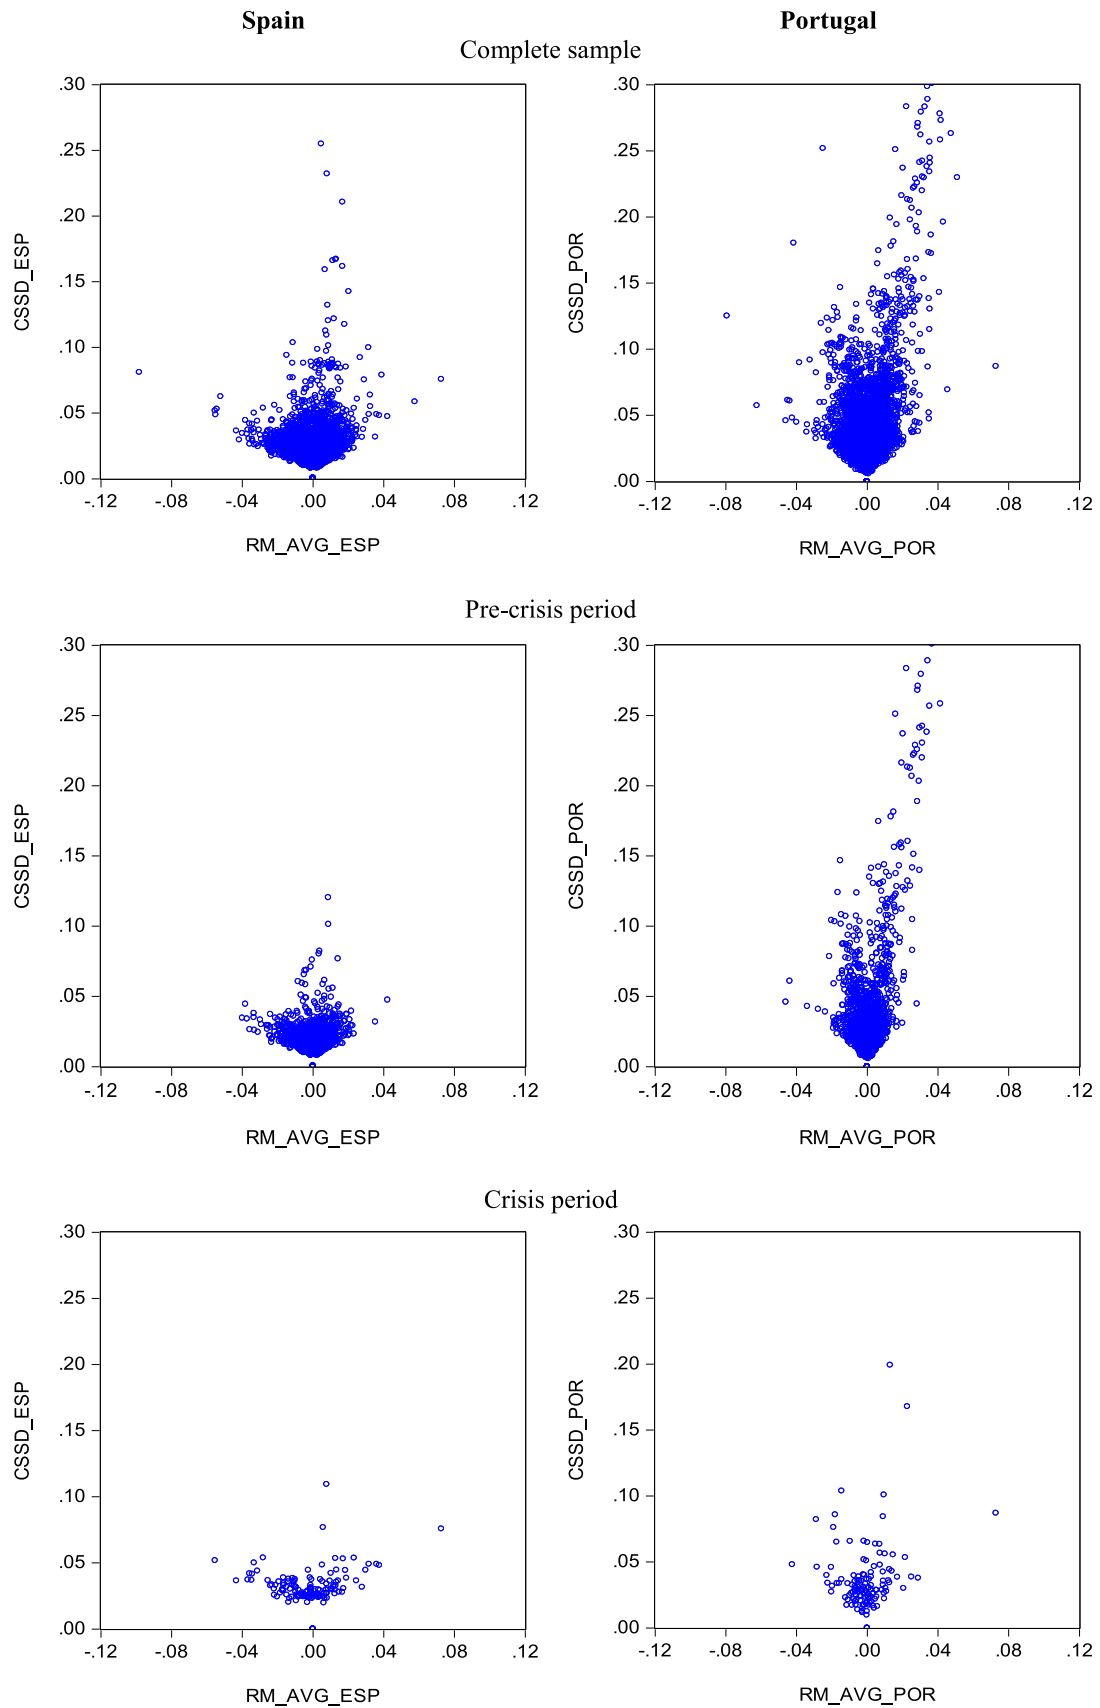 Spain Portugal
Complete sample
.30 .30
.25 .25
.20 .20
CSSD_ESP CSSD_POR
.15 .15
.10 .10
.05 .05
.00 .00
-.12 -.08 -.04 .00 .04 .08 .12 -.12 -.08 -.04 .00 .04 .08 .12
RM_AVG_ESP RM_AVG_POR
Pre-crisis period
.30 .30
.25 .25
.20 .20
CSSD_ESP CSSD_POR
.15 .15
.10 .10
.05 .05
.00 .00
-.12 -.08 -.04 .00 .04 .08 .12 -.12 -.08 -.04 .00 .04 .08 .12
RM_AVG_ESP RM_AVG_POR
Crisis period
.30 .30
.25 .25
.20 .20
CSSD_ESP CSSD_POR
.15 .15
.10 .10
.05 .05
.00 .00
-.12 -.08 -.04 .00 .04 .08 .12 -.12 -.08 -.04 .00 .04 .08 .12
RM_AVG_ESP RM_AVG_POR